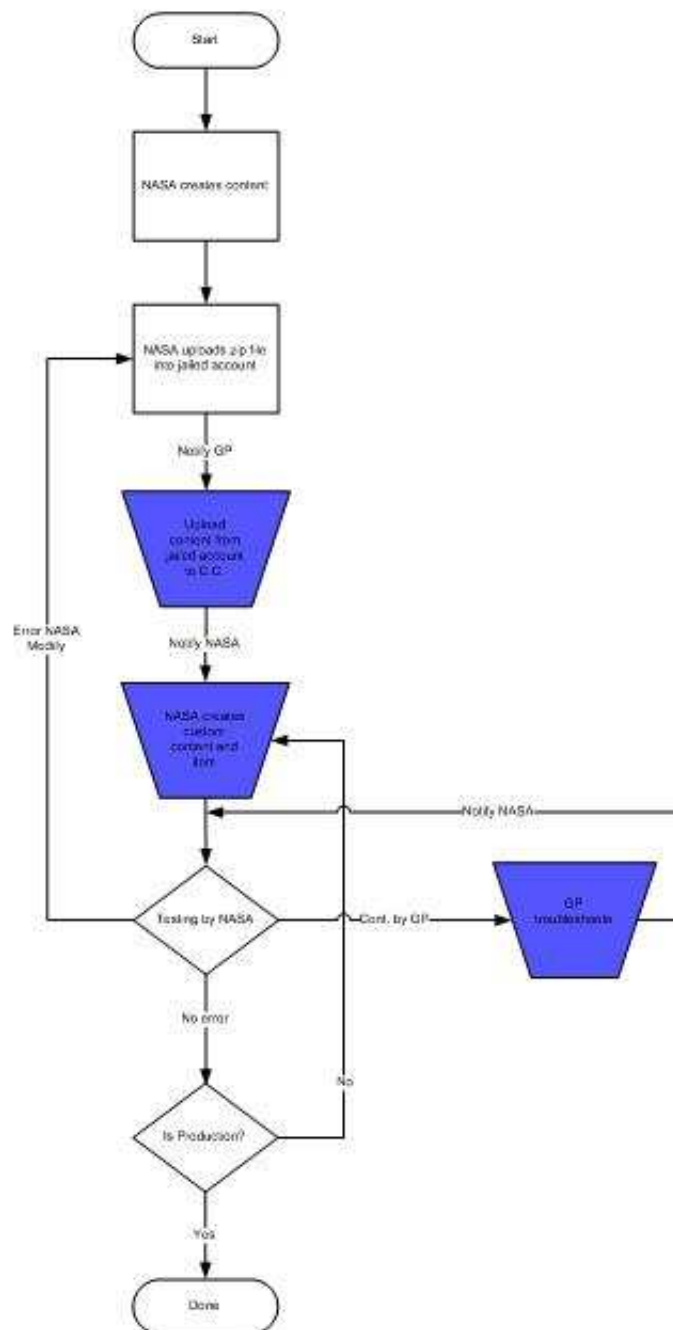 Start
NASA creates content
NASA uploads zip file
into jailed account
Notify GP
Upload
content from
jailed account
to C.C.
Notify NASA
Error NASA
Modify
NASA creates
custom
content and
item
Notify NASA
Testing by NASA
Conf. by GP
GP
troubleshoots
No error
No
Is Production?
Yes
Done